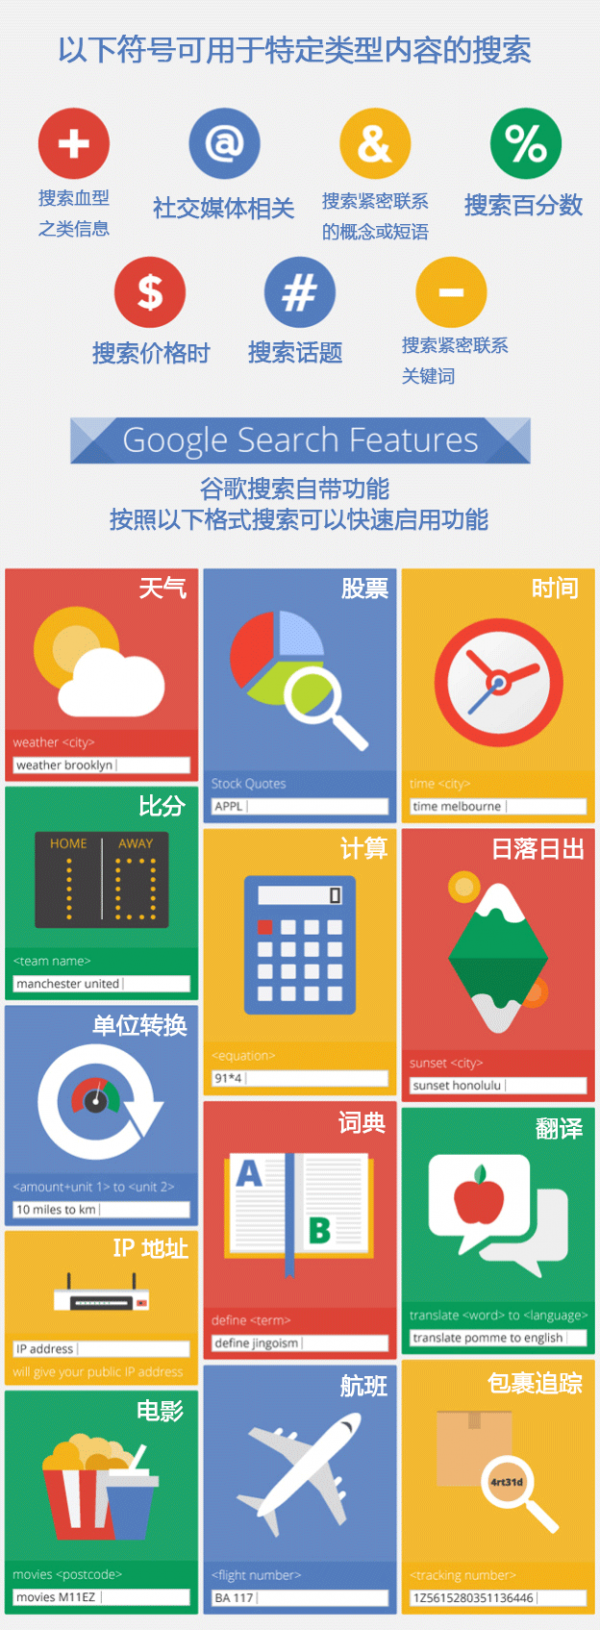 以下符号可用于特定类型内容的搜索
+
@
&
%
搜索血型
之类信息
社交媒体相关
搜索紧密联系
的概念或短语
搜索百分数
$
#
-
搜索价格时
搜索话题
搜索紧密联系
关键词
Google Search Features
谷歌搜索自带功能
按照以下格式搜索可以快速启用功能
天气
weather <city>
weather brooklyn
股票
Stock Quotes
APPL
时间
time <city>
time melbourne
比分
HOME AWAY
1 0
<team name>
manchester united
计算
0
<equation>
91*4
日落日出
sunset <city>
sunset honolulu
单位转换
<amount+unit 1> to <unit 2>
10 miles to km
词典
A
B
define <term>
define jingoism
翻译
translate <word> to <language>
translate pomme to english
IP 地址
IP address
will give your public IP address
电影
movies <postcode>
movies M11EZ
航班
<flight number>
BA 117
包裹追踪
4rt31d
<tracking number>
1Z5615280351136446